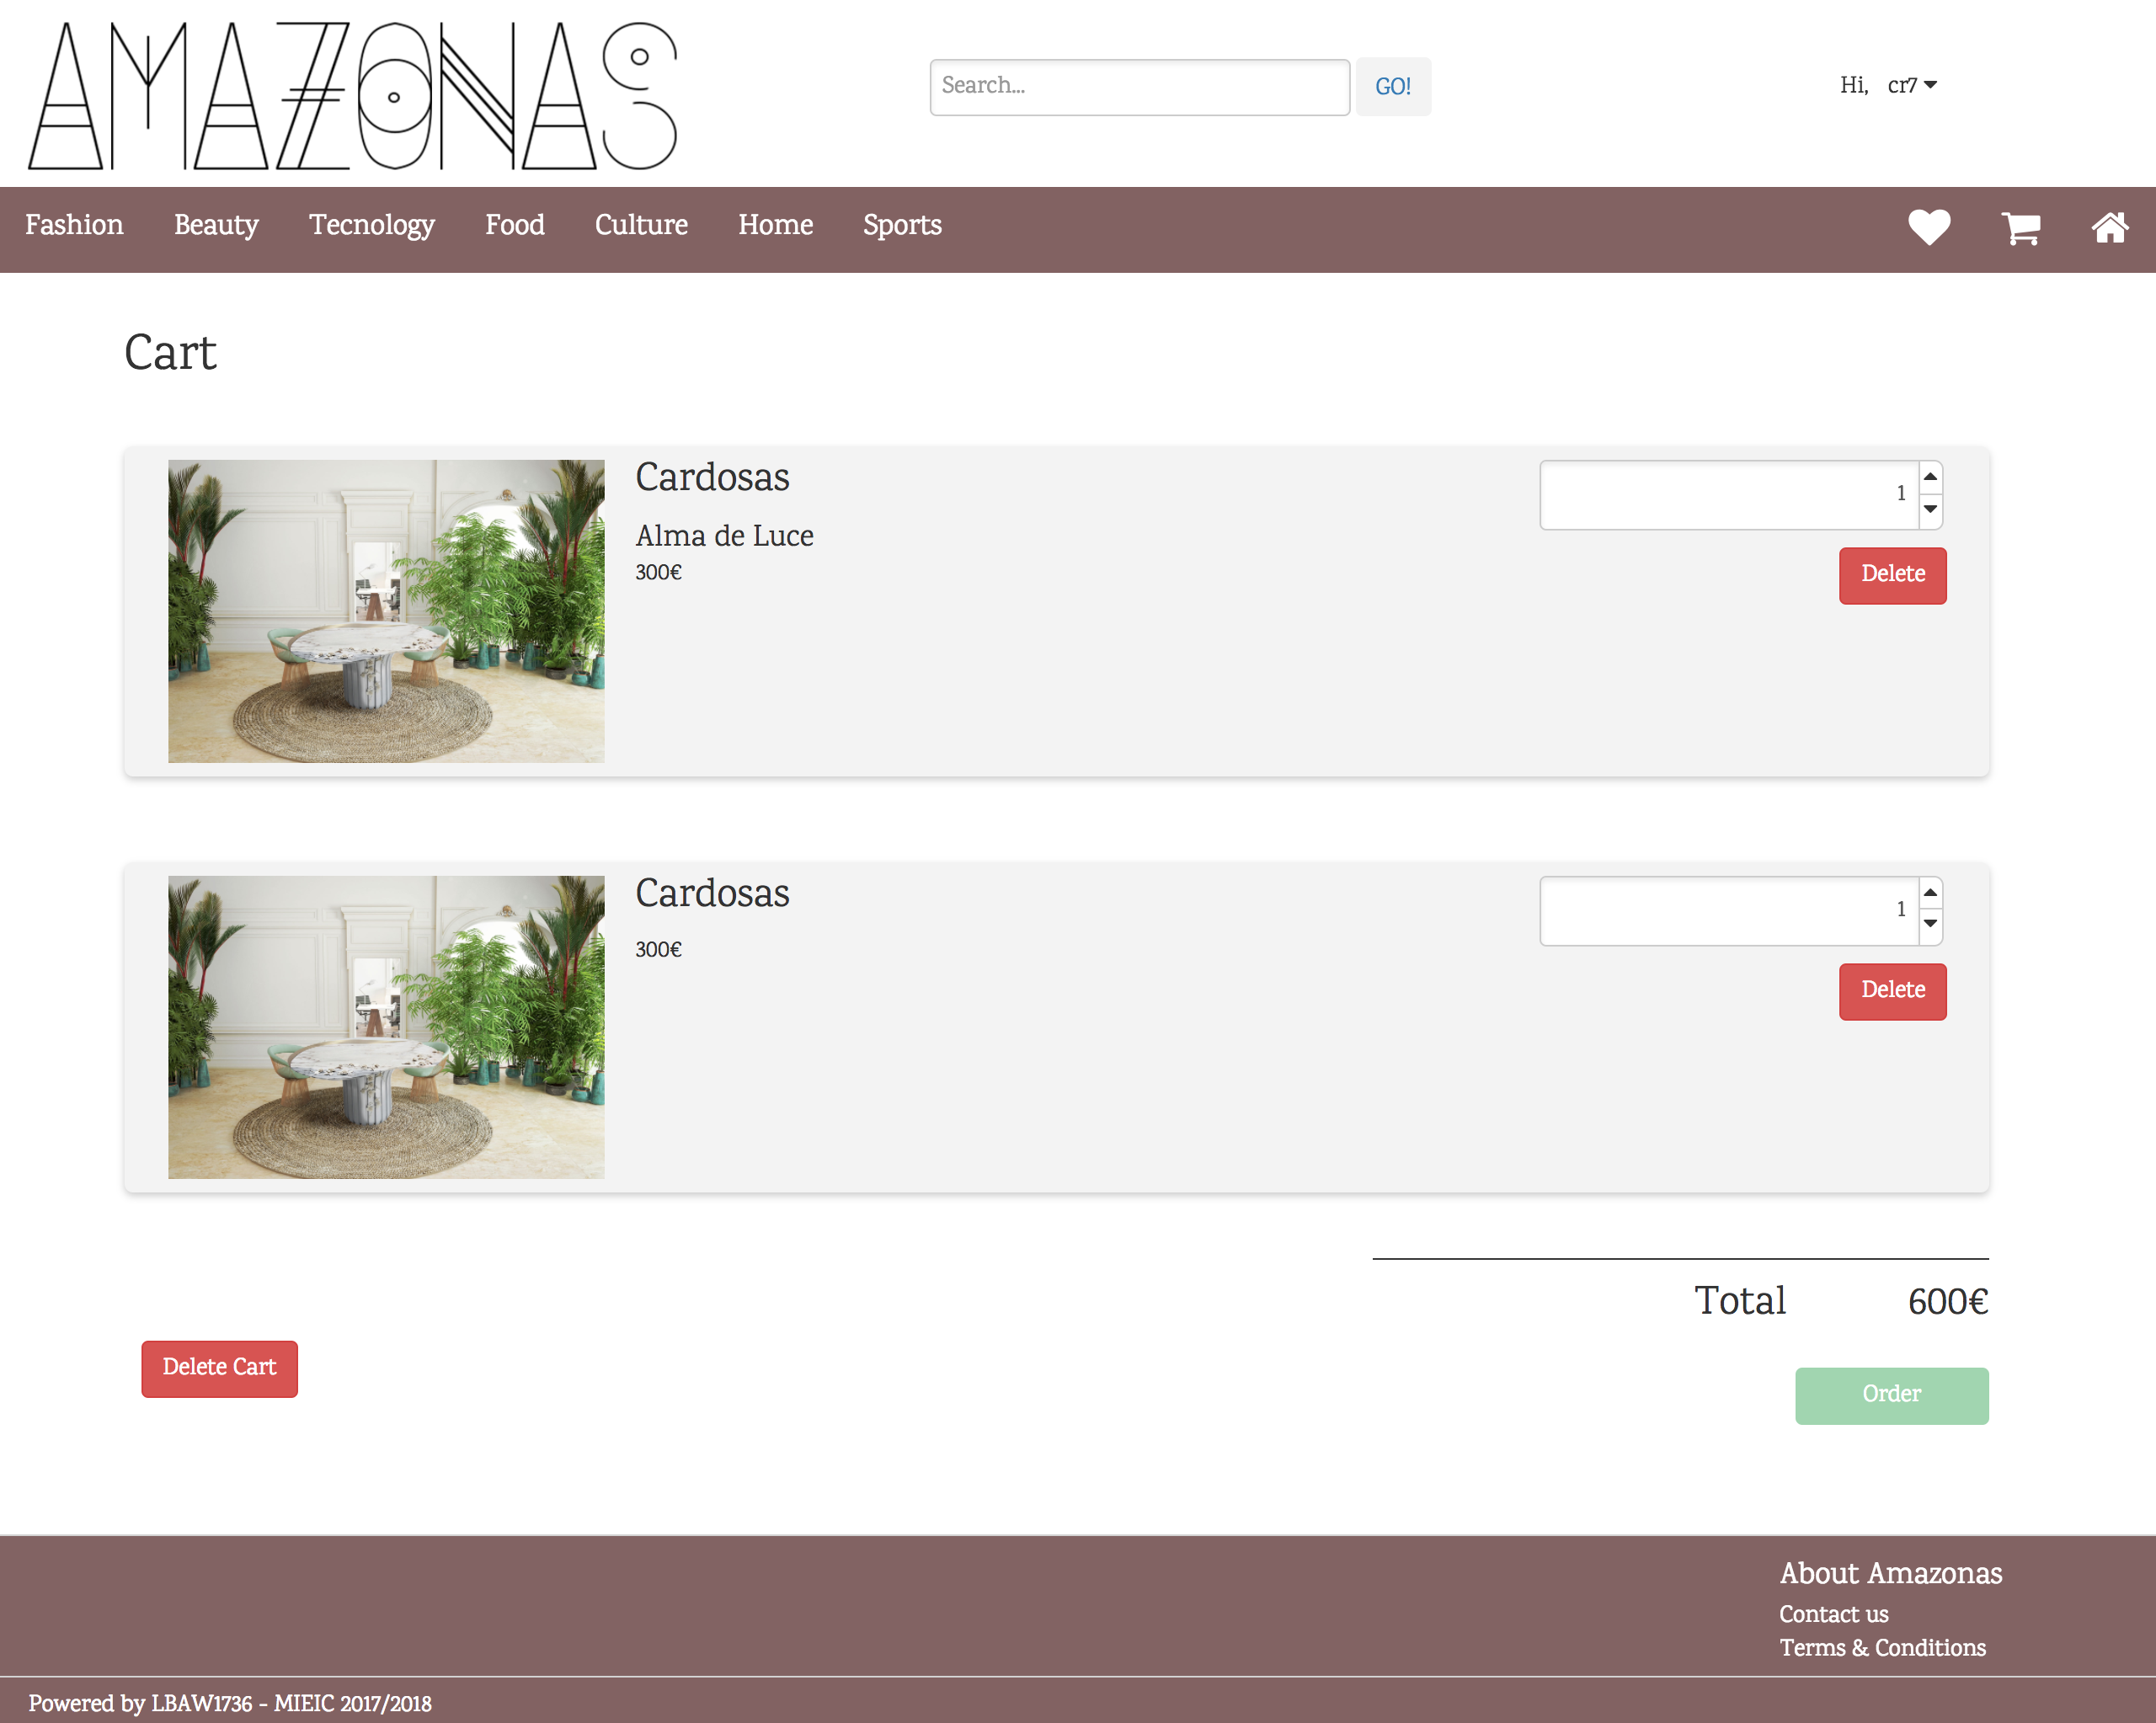 AMAZONAS
Search...
GO!
Hi, cr7
Fashion Beauty Tecnology Food Culture Home Sports
Cart
Cardosas
Alma de Luce
300€
1
Delete
Cardosas
300€
1
Delete
Total 600€
Delete Cart
Order
About Amazonas
Contact us
Terms & Conditions
Powered by LBAW1736 - MIEIC 2017/2018